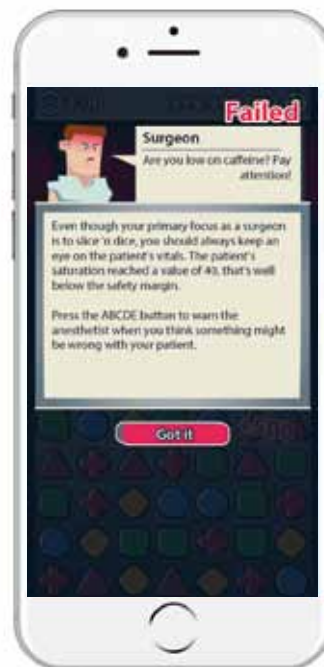 Failed
Surgeon
Are you low on caffeine? Pay
attention!
Even though your primary focus as a surgeon
is to slice 'n dice, you should always keep an
eye on the patient's vitals. The patient's
saturation reached a value of 43, that's well
below the safety margin.
Press the ABCDE button to warn the
anesthetist when you think something might
be wrong with your patient.
Got it